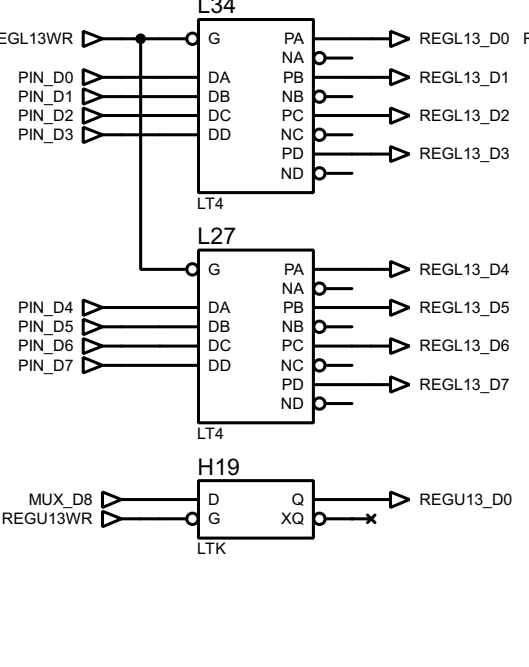 L34
EGL13WR G PA REGL13_D0
NA
PIN_D0 DA PB REGL13_D1
PIN_D1 DB NB
PIN_D2 DC PC REGL13_D2
PIN_D3 DD NC
PD REGL13_D3
ND
LT4
L27
G PA REGL13_D4
NA
PIN_D4 DA PB REGL13_D5
PIN_D5 DB NB
PIN_D6 DC PC REGL13_D6
PIN_D7 DD NC
PD REGL13_D7
ND
LT4
H19
MUX_D8 D Q REGU13_D0
REGU13WR G XQ
LTK